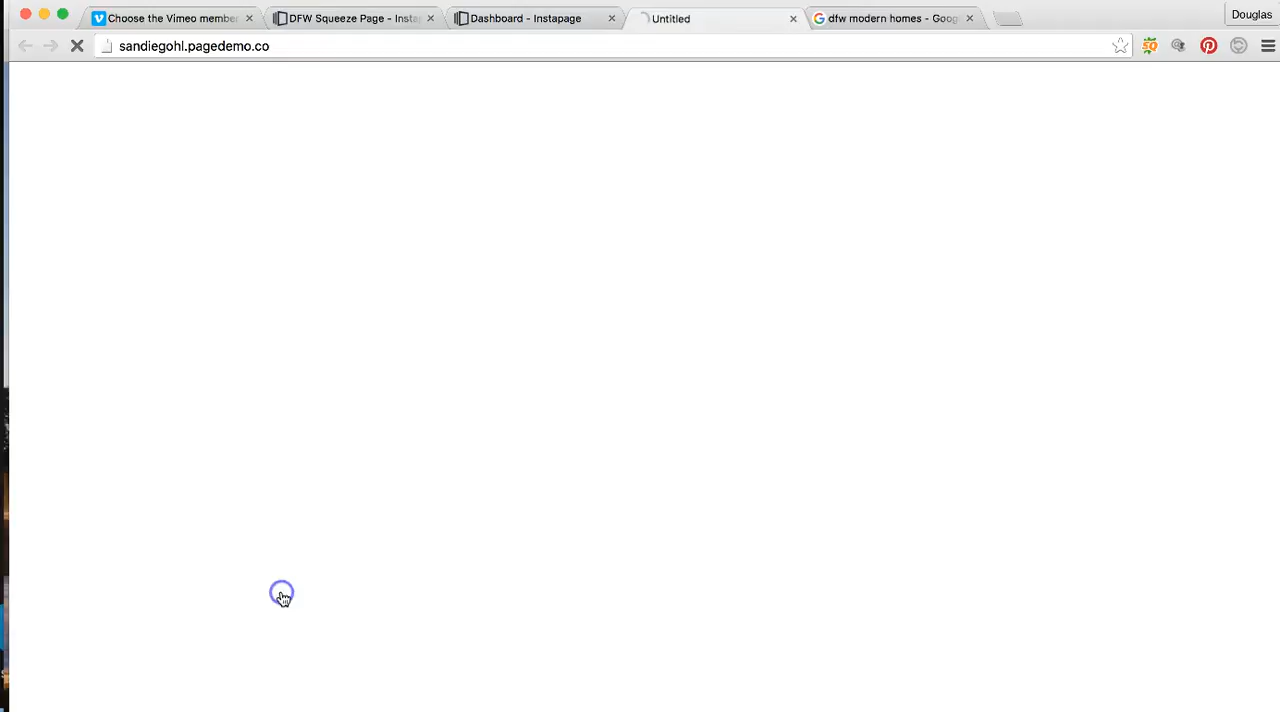 Choose the Vimeo member
DFW Squeeze Page - Insta
Dashboard - Instapage
Untitled
dfw modern homes - Goog
Douglas
sandiegohl.pagedemo.co
SQ